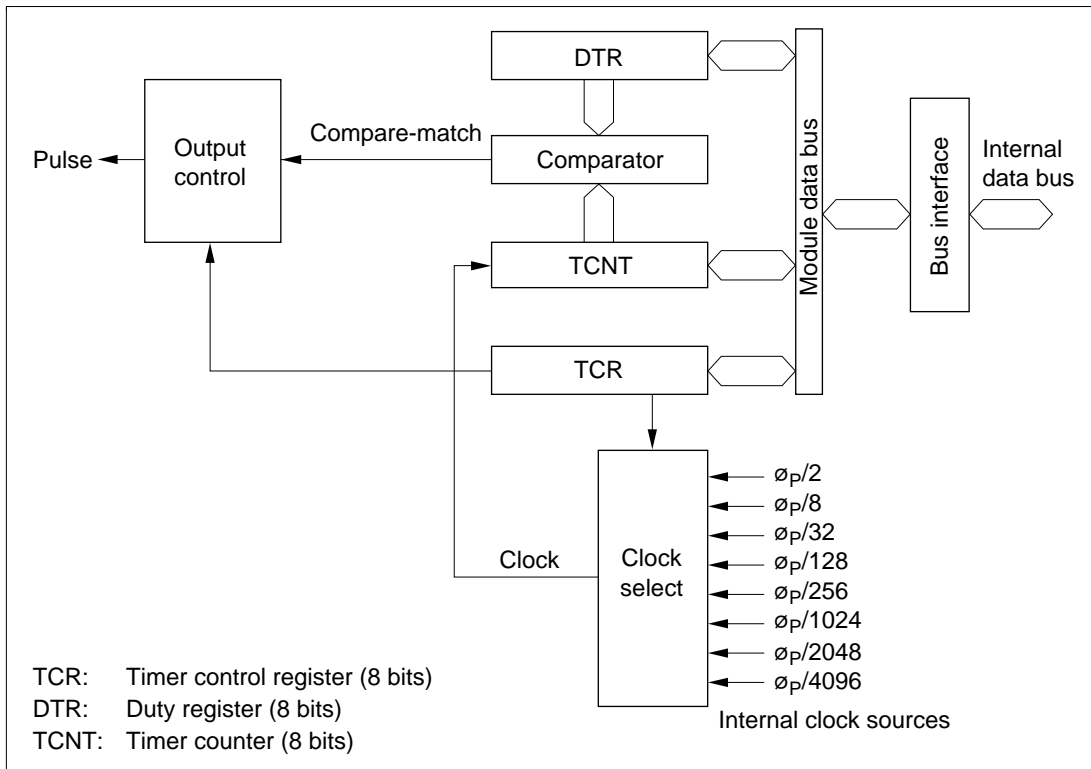 DTR
Compare-match
Pulse
Output
control
Comparator
Module data bus
Bus interface
Internal
data bus
TCNT
TCR
øP/2
øP/8
øP/32
Clock
Clock
select
øP/128
øP/256
øP/1024
øP/2048
øP/4096
Internal clock sources
TCR: Timer control register (8 bits)
DTR: Duty register (8 bits)
TCNT: Timer counter (8 bits)